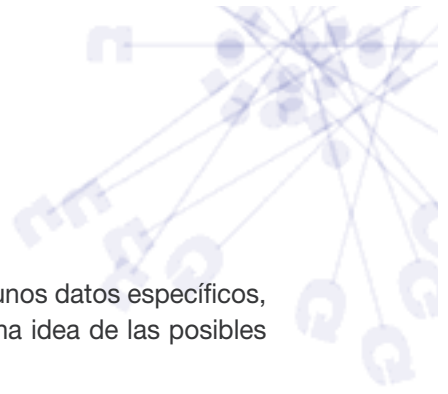 unos datos específicos,
na idea de las posibles